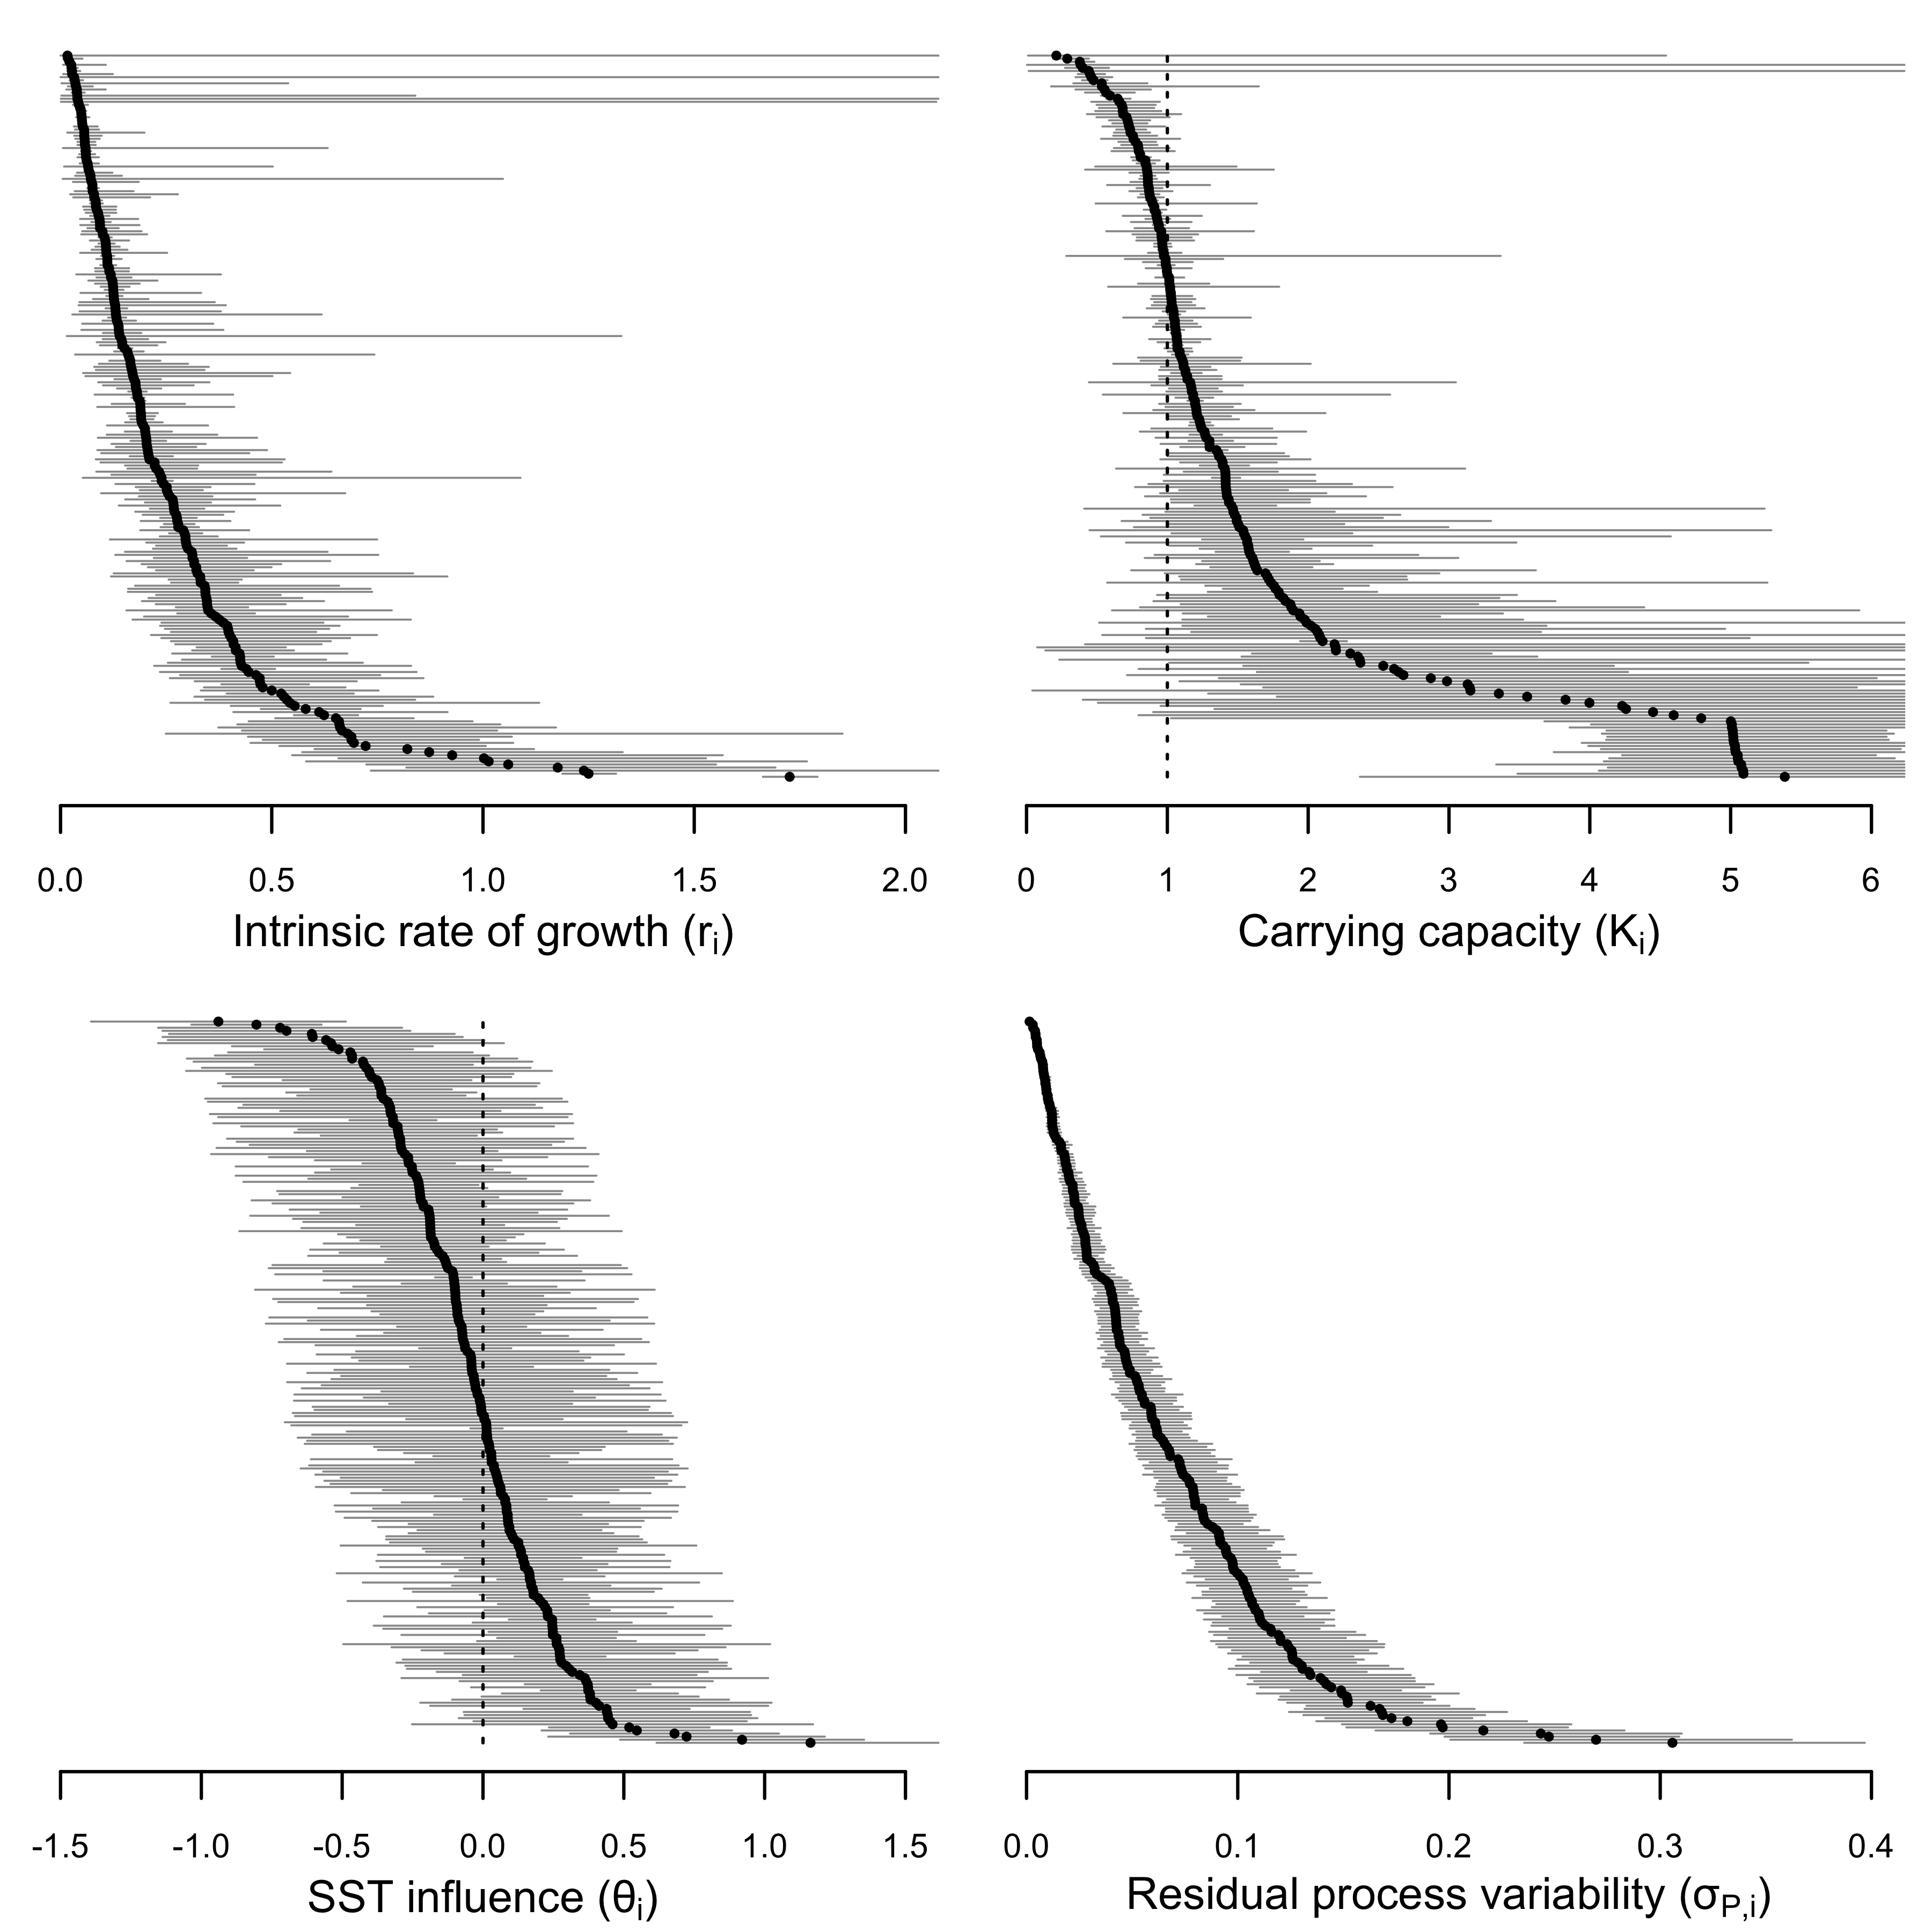 0.0 0.5 1.0 1.5 2.0
Intrinsic rate of growth (rᵢ)
0 1 2 3 4 5 6
Carrying capacity (Kᵢ)
-1.5 -1.0 -0.5 0.0 0.5 1.0 1.5
SST influence (θᵢ)
0.0 0.1 0.2 0.3 0.4
Residual process variability (σP,i)